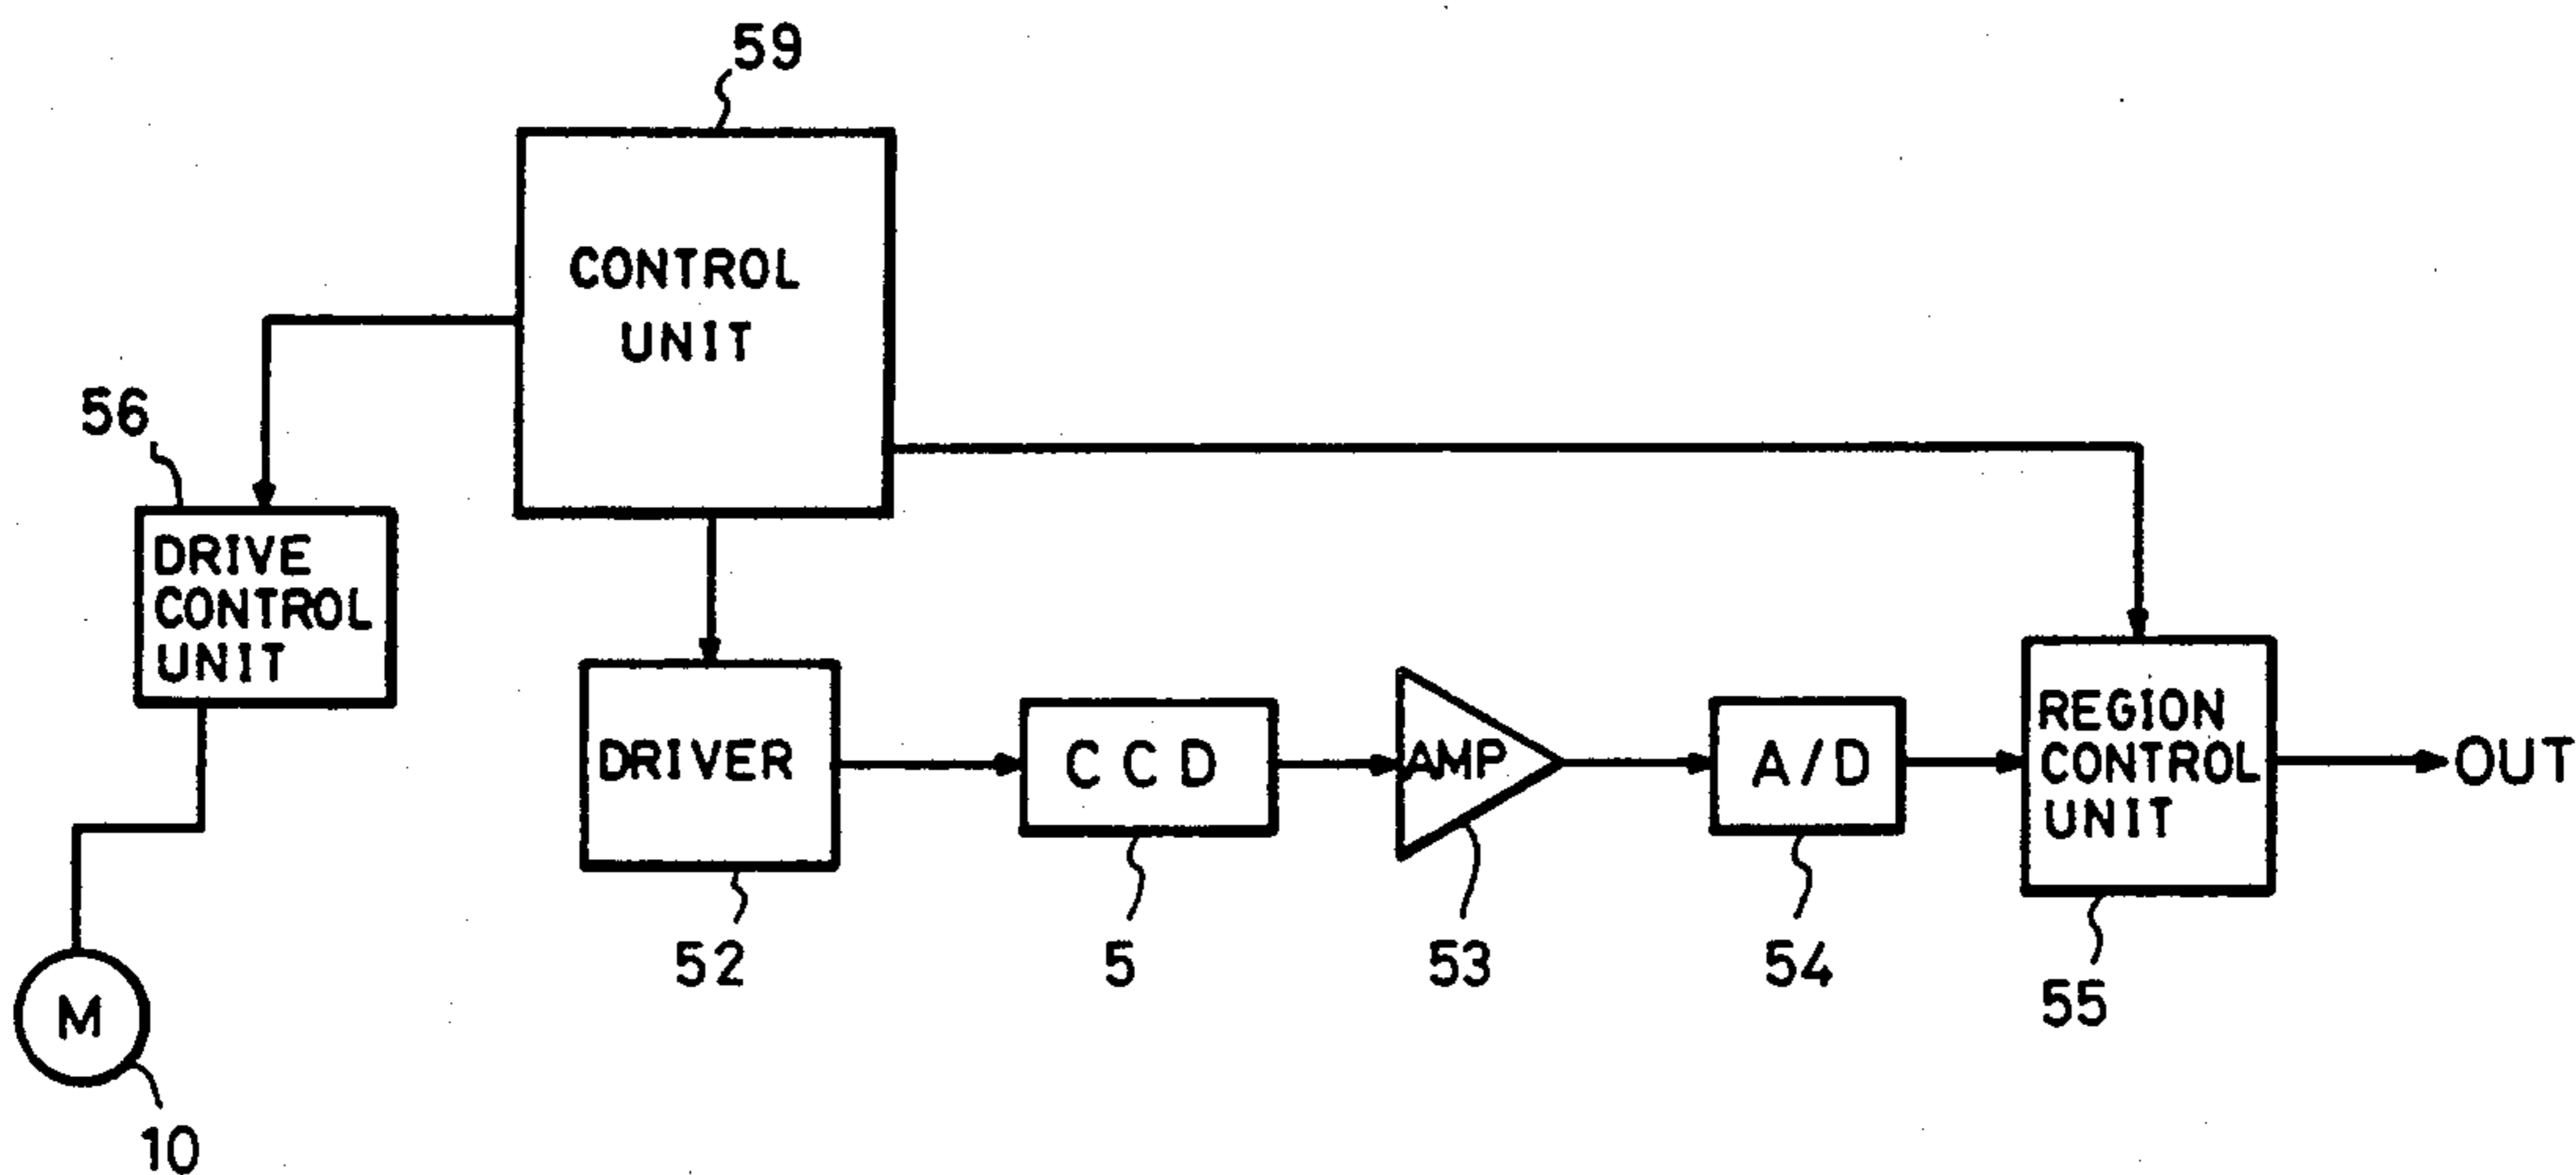 59
CONTROL
UNIT
56
DRIVE
CONTROL
UNIT
DRIVER
CCD
AMP
A/D
REGION
CONTROL
UNIT
OUT
52
5
53
54
55
M
10